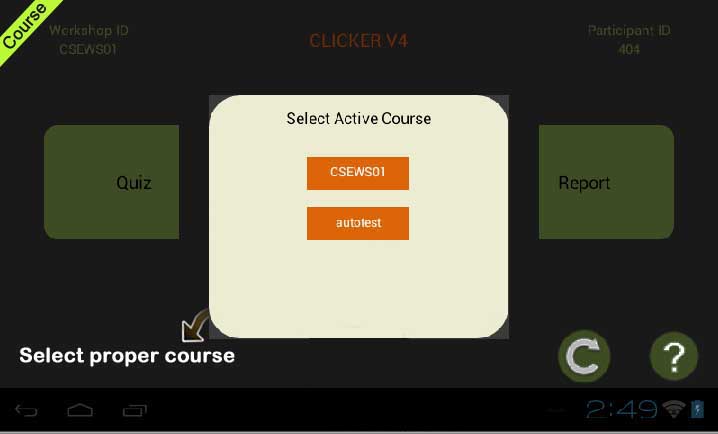 Course
Workshop ID
CSEWS01
CLICKER V4
Participant ID
404
Select Active Course
CSEWS01
autotest
Quiz
Report
Select proper course
?
2:49